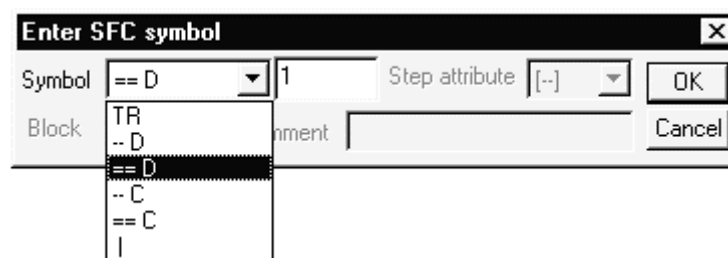 Enter SFC symbol
Symbol == D 1 Step attribute [--] OK
Block mment Cancel
TR
-- D
== D
-- C
== C
|